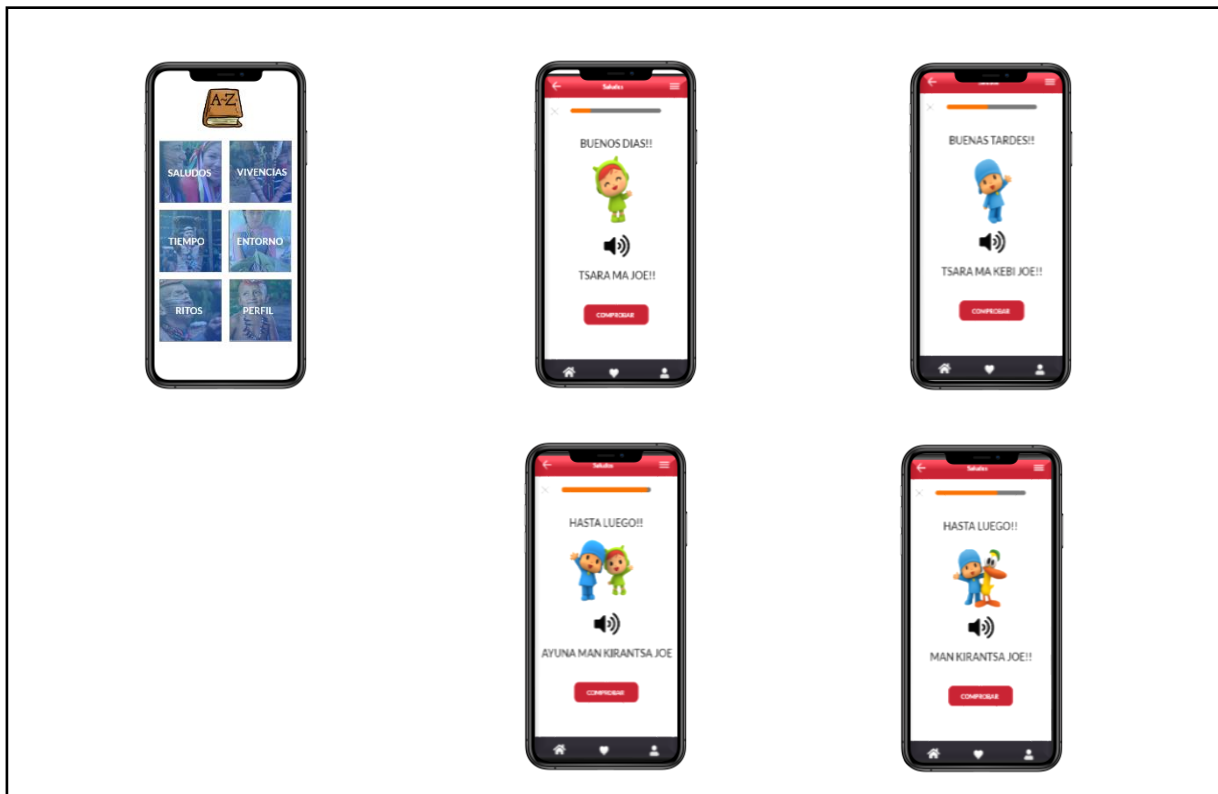 A-Z
SALUDOS
VIVENCIAS
TIEMPO
ENTORNO
RITOS
PERFIL
Saludos
BUENOS DIAS!!
TSARA MA JOE!!
COMPROBAR
BUENAS TARDES!!
TSARA MA KEBI JOE!!
COMPROBAR
Saludos
HASTA LUEGO!!
AYUNA MAN KIRANTSA JOE
COMPROBAR
Saludos
HASTA LUEGO!!
MAN KIRANTSA JOE!!
COMPROBAR